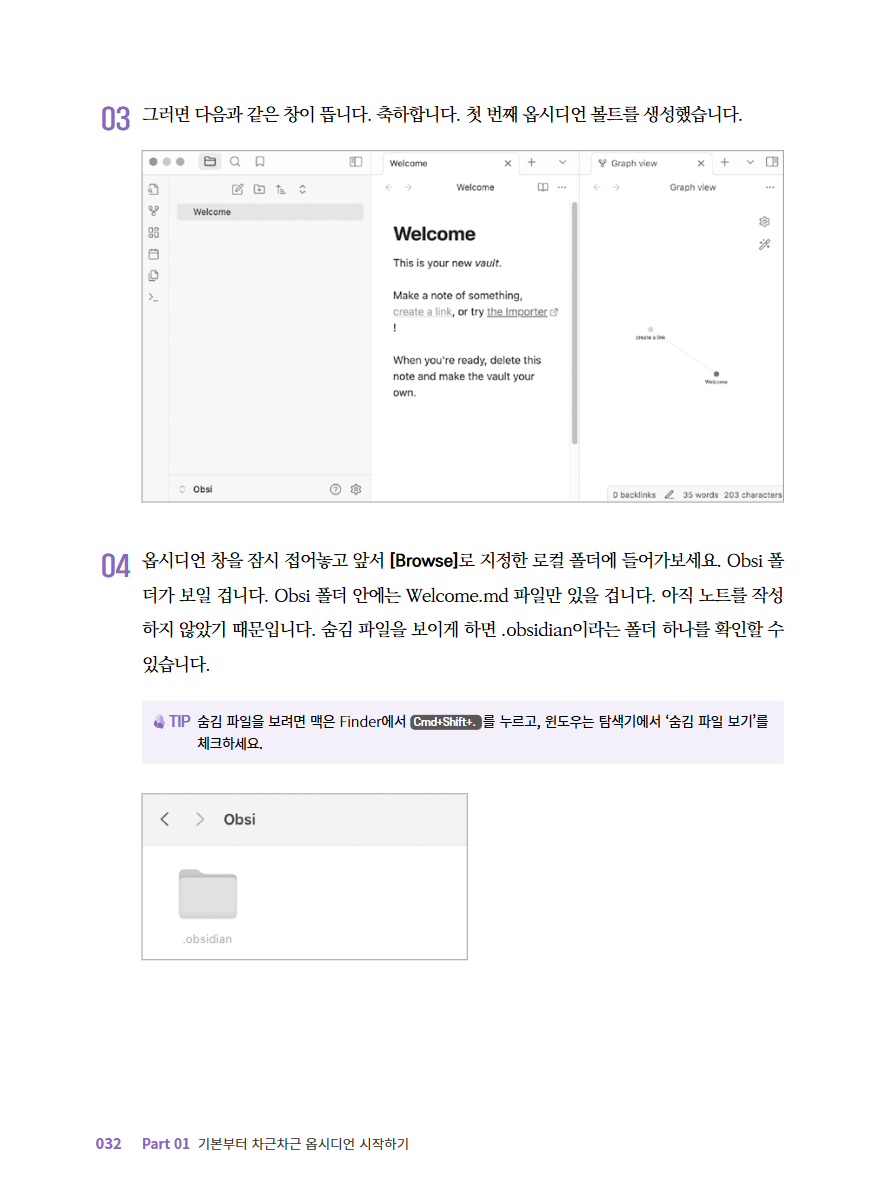 03 그러면 다음과 같은 창이 뜹니다. 축하합니다. 첫 번째 옵시디언 볼트를 생성했습니다.
Welcome
Graph view
Welcome
Graph view
Welcome
Welcome
This is your new vault.
Make a note of something,
create a link, or try the Importer
!
When you're ready, delete this
note and make the vault your
own.
create a link
Welcome
Obsi
0 backlinks 35 words 203 characters
04 옵시디언 창을 잠시 접어놓고 앞서 [Browse]로 지정한 로컬 폴더에 들어가보세요. Obsi 폴
더가 보일 겁니다. Obsi 폴더 안에는 Welcome.md 파일만 있을 겁니다. 아직 노트를 작성
하지 않았기 때문입니다. 숨김 파일을 보이게 하면 .obsidian이라는 폴더 하나를 확인할 수
있습니다.
TIP 숨김 파일을 보려면 맥은 Finder에서 Cmd+Shift+. 를 누르고, 윈도우는 탐색기에서 ‘숨김 파일 보기’를
체크하세요.
Obsi
.obsidian
032 Part 01 기본부터 차근차근 옵시디언 시작하기